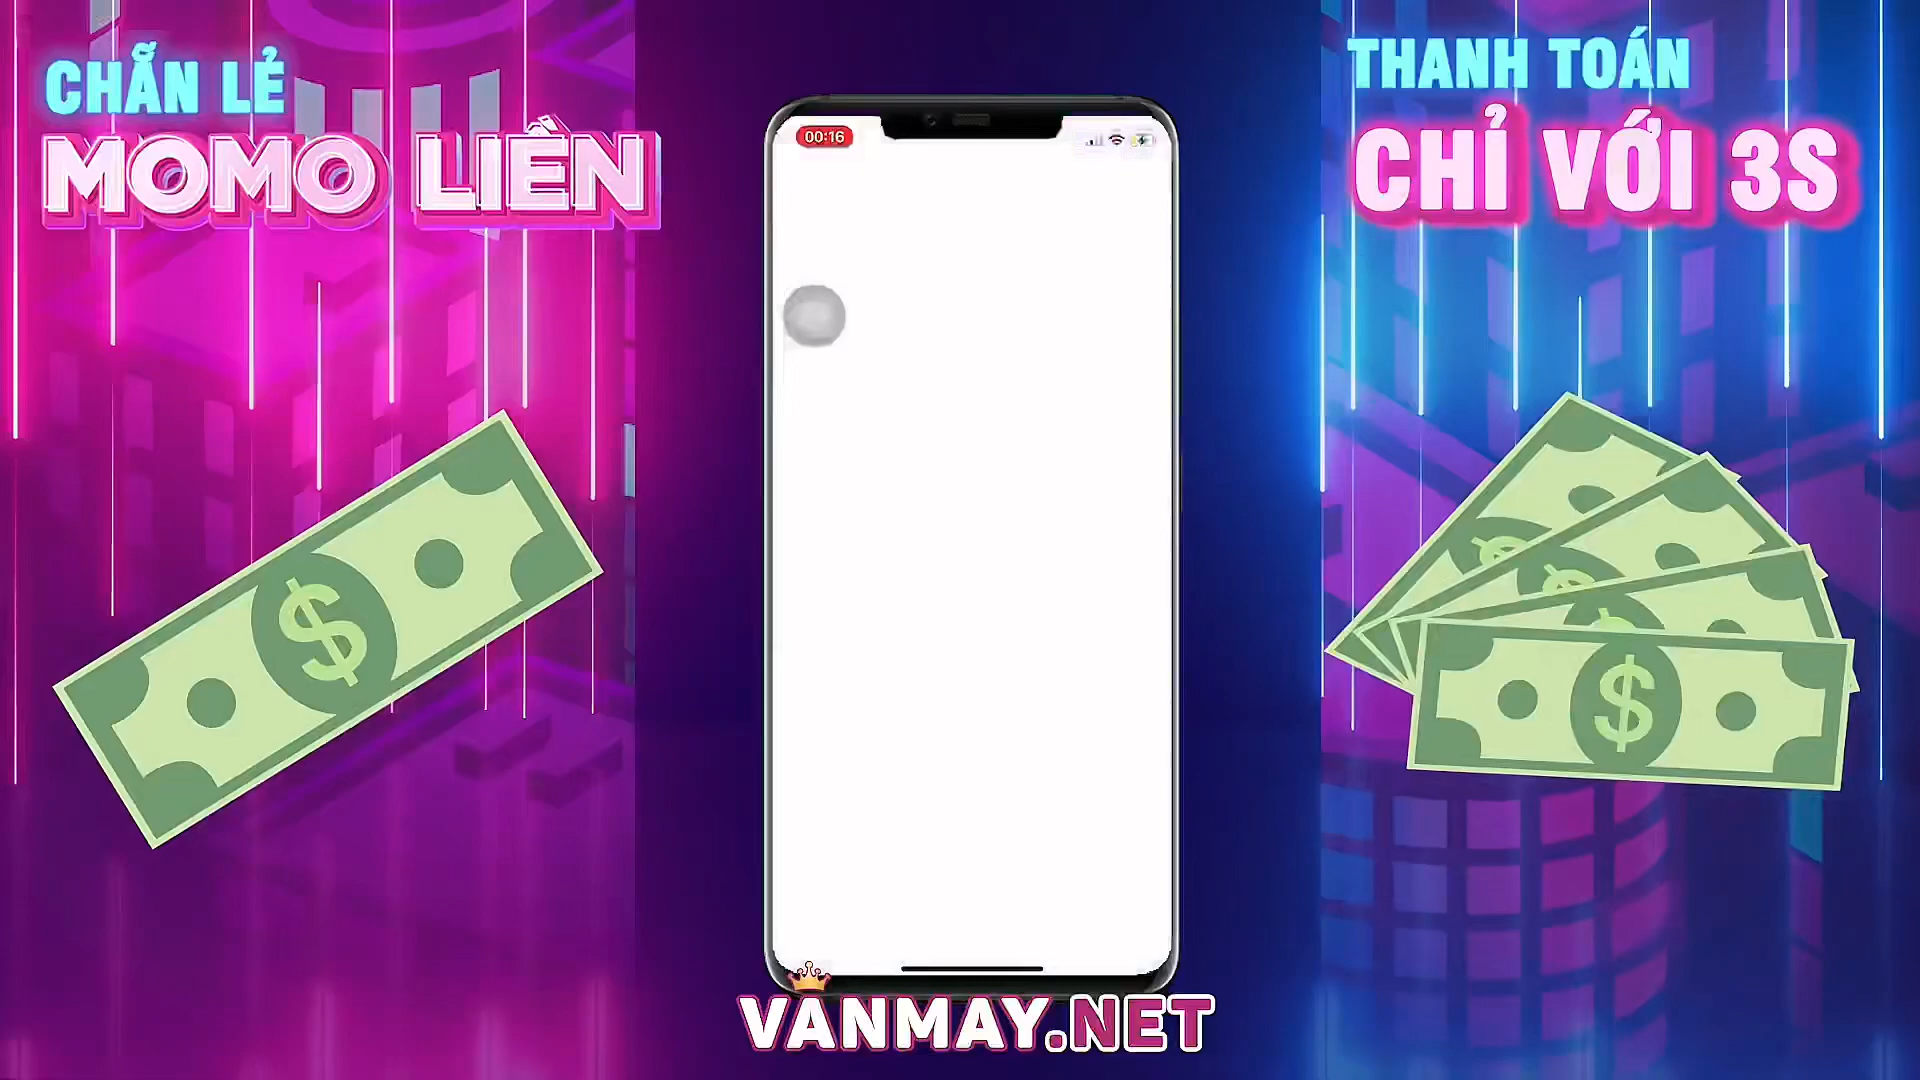 CHẴN LẺ
MOMO LIỀN
THANH TOÁN
CHỈ VỚI 3S
00:16
$
$
$
$
$
VANMAY.NET